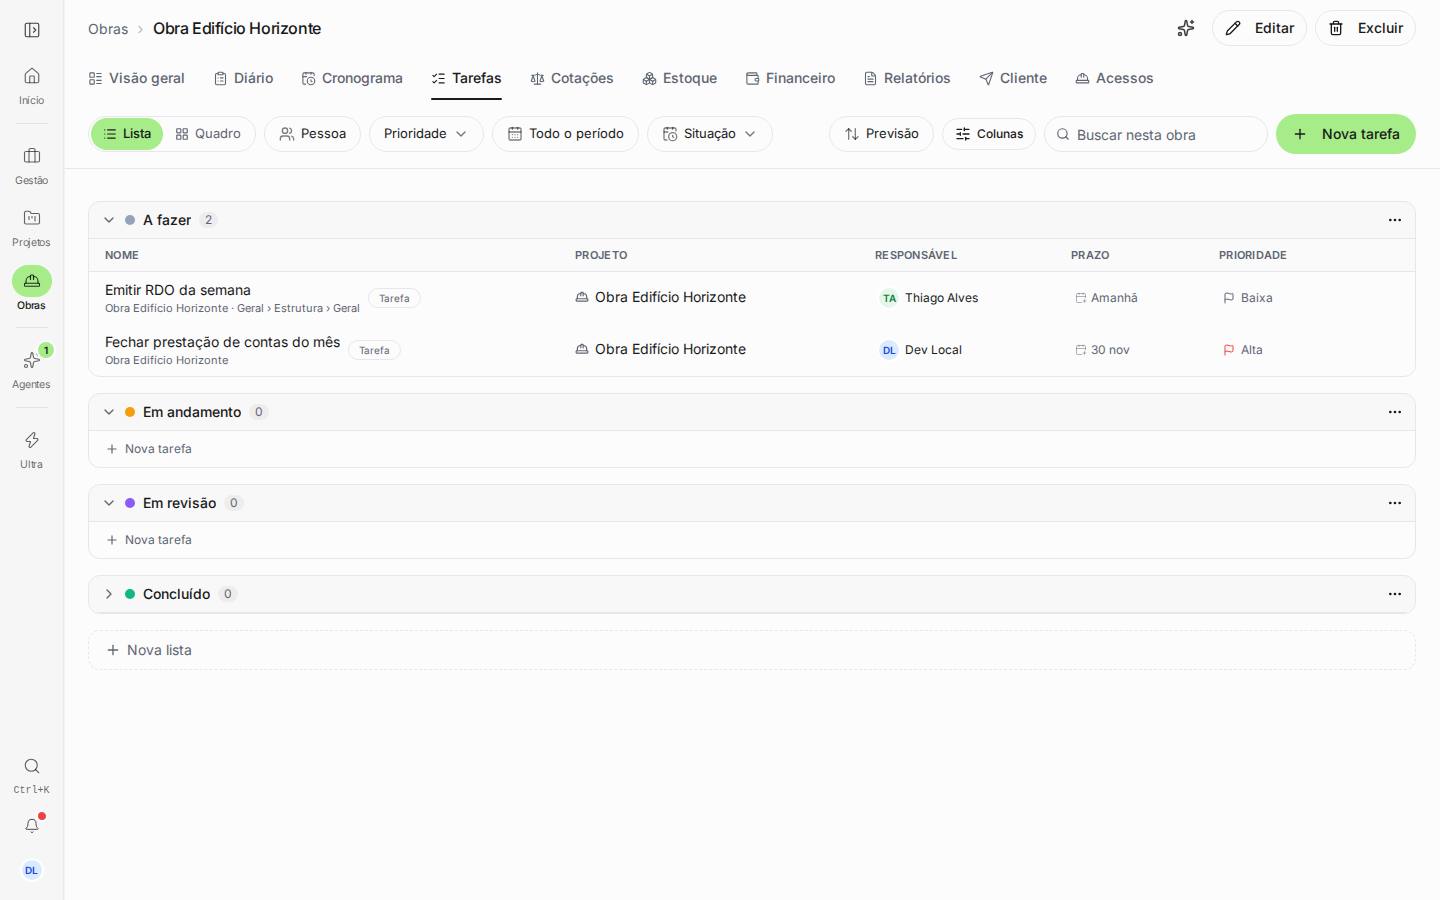 Obras
Obra Edifício Horizonte
Editar
Excluir
Visão geral
Diário
Cronograma
Tarefas
Cotações
Estoque
Financeiro
Relatórios
Cliente
Acessos
Lista
Quadro
Pessoa
Prioridade
Todo o período
Situação
Previsão
Colunas
Buscar nesta obra
Nova tarefa
Início
Gestão
Projetos
Obras
1
Agentes
Ultra
Ctrl+K
DL
A fazer 2
NOME PROJETO RESPONSÁVEL PRAZO PRIORIDADE
Emitir RDO da semana
Obra Edifício Horizonte · Geral › Estrutura › Geral
Tarefa
Obra Edifício Horizonte
TA Thiago Alves
Amanhã
Baixa
Fechar prestação de contas do mês
Obra Edifício Horizonte
Tarefa
Obra Edifício Horizonte
DL Dev Local
30 nov
Alta
Em andamento 0
Nova tarefa
Em revisão 0
Nova tarefa
Concluído 0
Nova lista